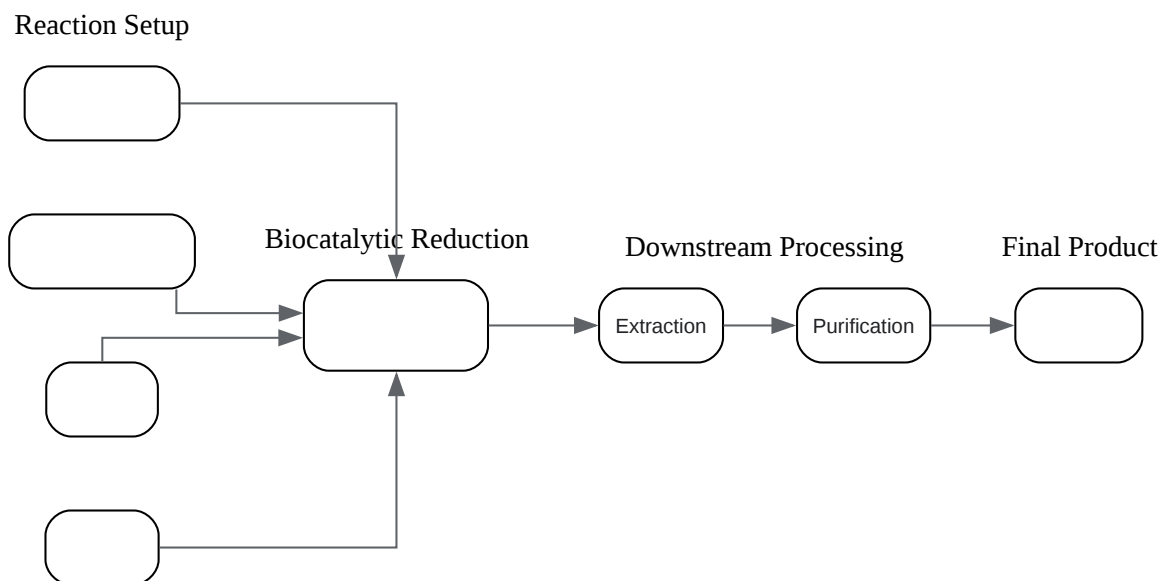 Reaction Setup
Biocatalytic Reduction
Downstream Processing
Final Product
Extraction
Purification